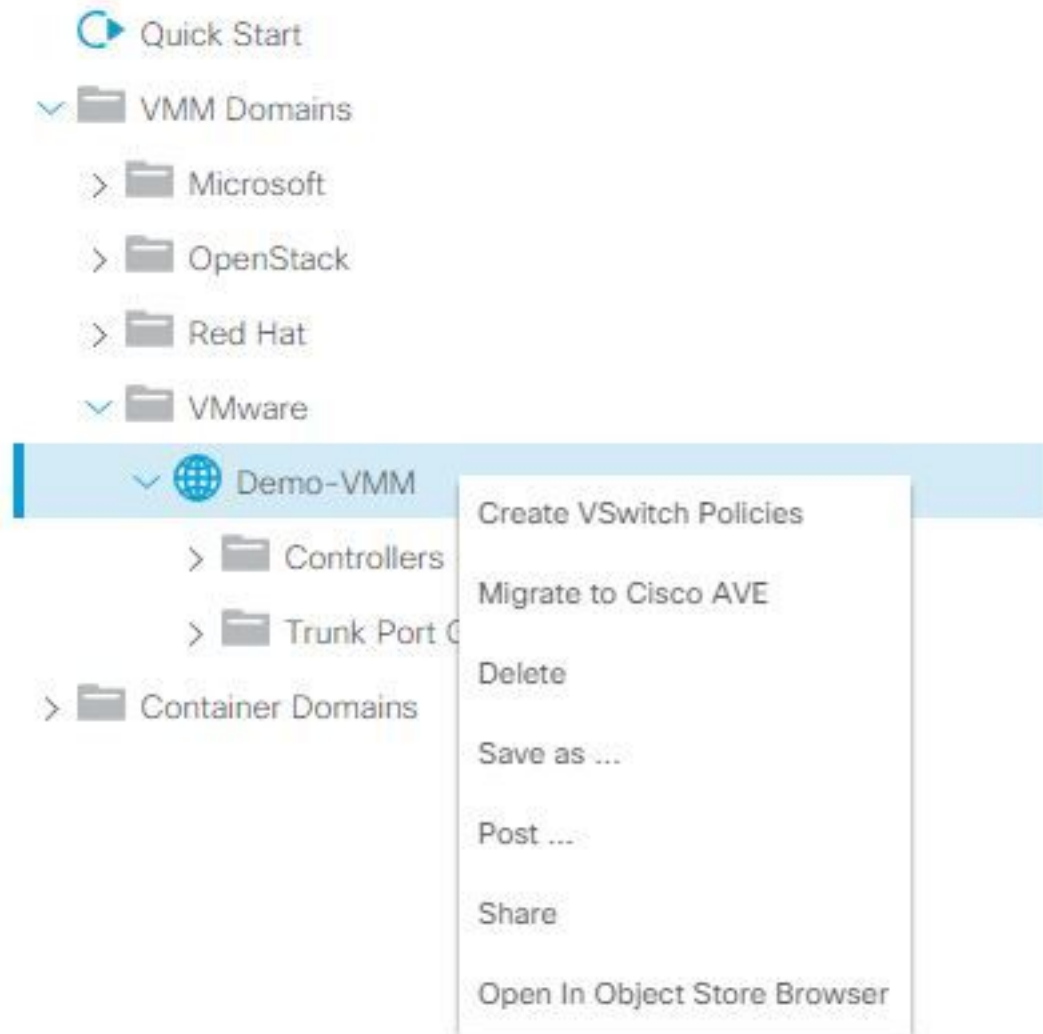 Quick Start
VMM Domains
Microsoft
OpenStack
Red Hat
VMware
Demo-VMM
Controllers
Trunk Port
Container Domains
Create VSwitch Policies
Migrate to Cisco AVE
Delete
Save as ...
Post ...
Share
Open In Object Store Browser